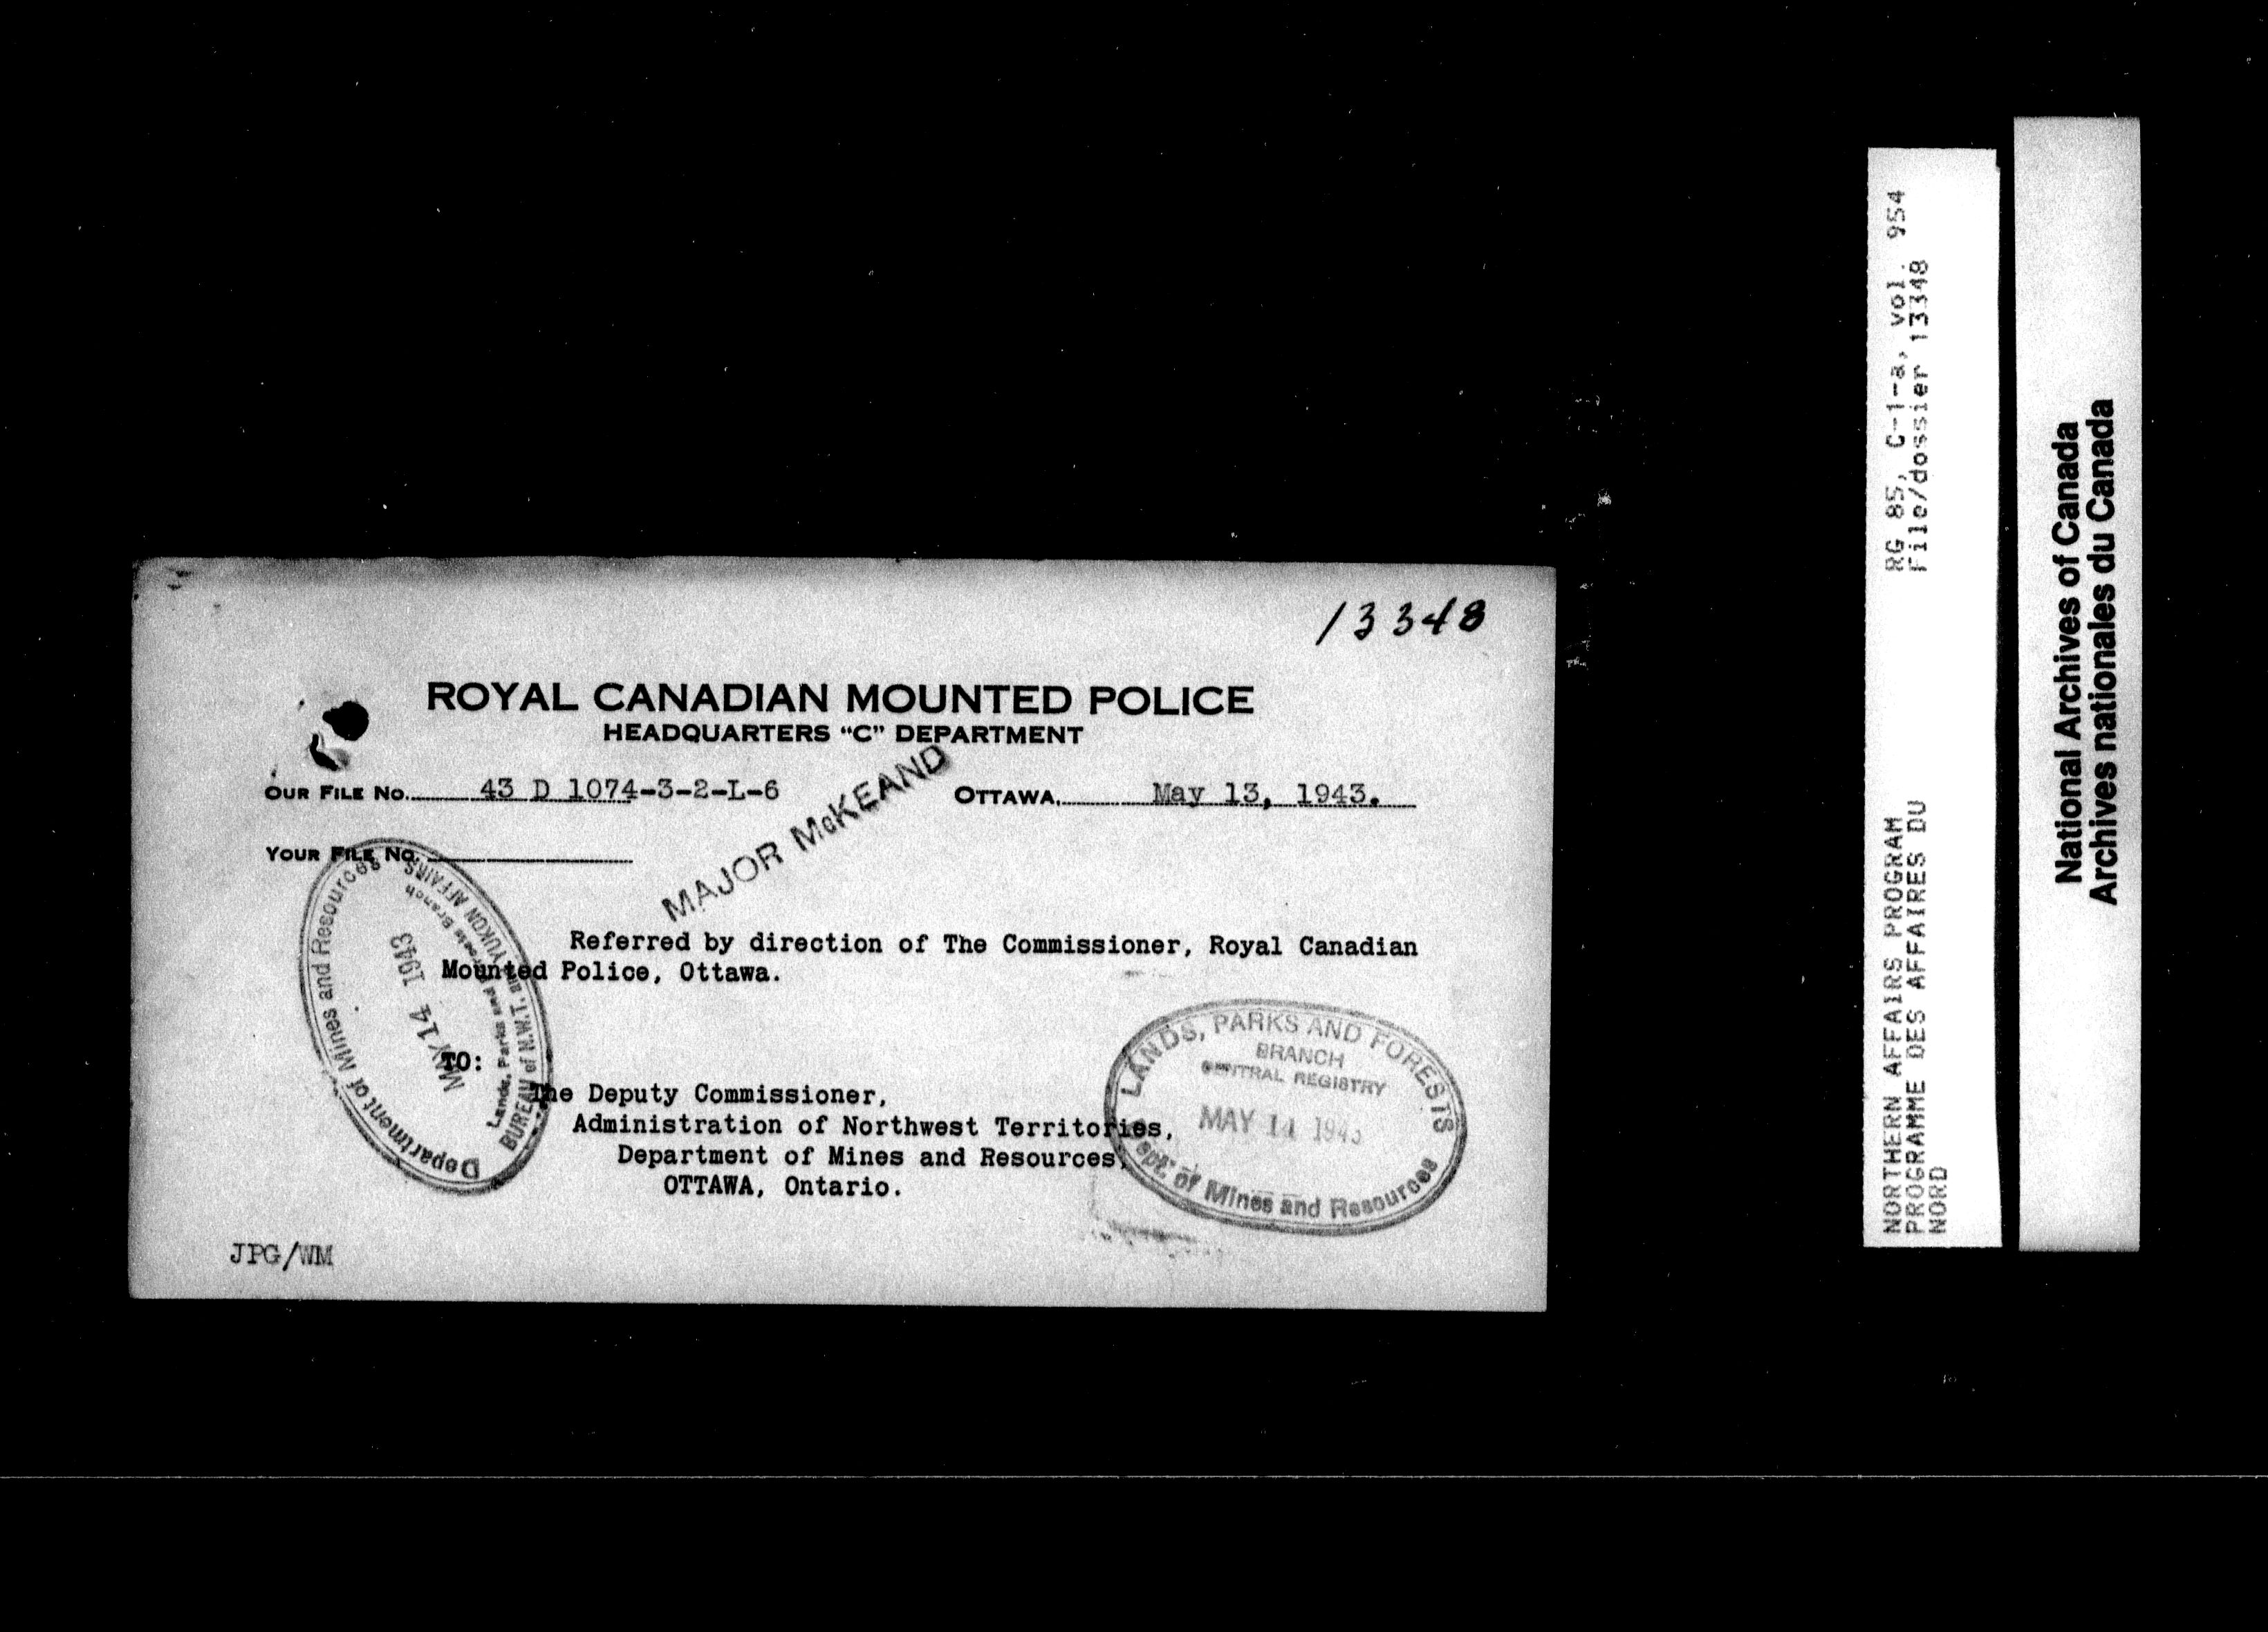 13348
ROYAL CANADIAN MOUNTED POLICE
HEADQUARTERS “C” DEPARTMENT
OUR FILE NO. 43 D 1074-3-2-L-6
OTTAWA, May 13, 1943.
YOUR FILE NO.
MAJOR McKEAND
Referred by direction of The Commissioner, Royal Canadian
Mounted Police, Ottawa.
TO:
The Deputy Commissioner,
Administration of Northwest Territories,
Department of Mines and Resources,
OTTAWA, Ontario.
JPG/WM
Department of Mines and Resources
MAY 14 1943
Lands, Parks and Forests Branch
BUREAU of N.W.T. and YUKON AFFAIRS
LANDS, PARKS AND FORESTS
BRANCH
CENTRAL REGISTRY
MAY 14 1943
Dept. of Mines and Resources
RG 85, C-1-a, vol. 954
File/dossier 13348
NORTHERN AFFAIRS PROGRAM
PROGRAMME DES AFFAIRES DU
NORD
National Archives of Canada
Archives nationales du Canada